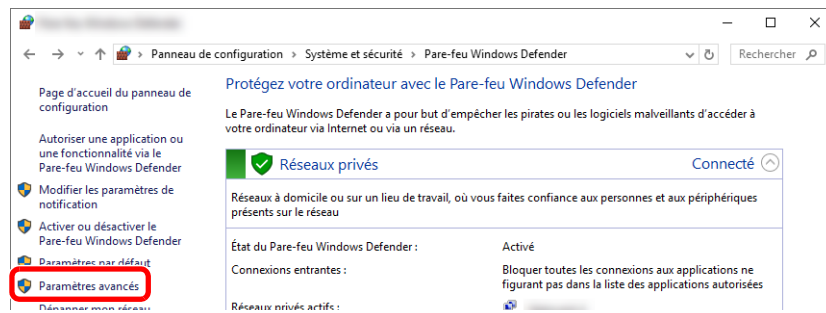 Panneau de configuration > Système et sécurité > Pare-feu Windows Defender
Rechercher
Page d'accueil du panneau de
configuration
Autoriser une application ou
une fonctionnalité via le
Pare-feu Windows Defender
Modifier les paramètres de
notification
Activer ou désactiver le
Pare-feu Windows Defender
Paramètres par défaut
Paramètres avancés
Dépanner mon réseau
Protégez votre ordinateur avec le Pare-feu Windows Defender
Le Pare-feu Windows Defender a pour but d'empêcher les pirates ou les logiciels malveillants d'accéder à
votre ordinateur via Internet ou via un réseau.
Réseaux privés
Connecté
Réseaux à domicile ou sur un lieu de travail, où vous faites confiance aux personnes et aux périphériques
présents sur le réseau
État du Pare-feu Windows Defender :
Activé
Connexions entrantes :
Bloquer toutes les connexions aux applications ne
figurant pas dans la liste des applications autorisées
Réseaux privés actifs :